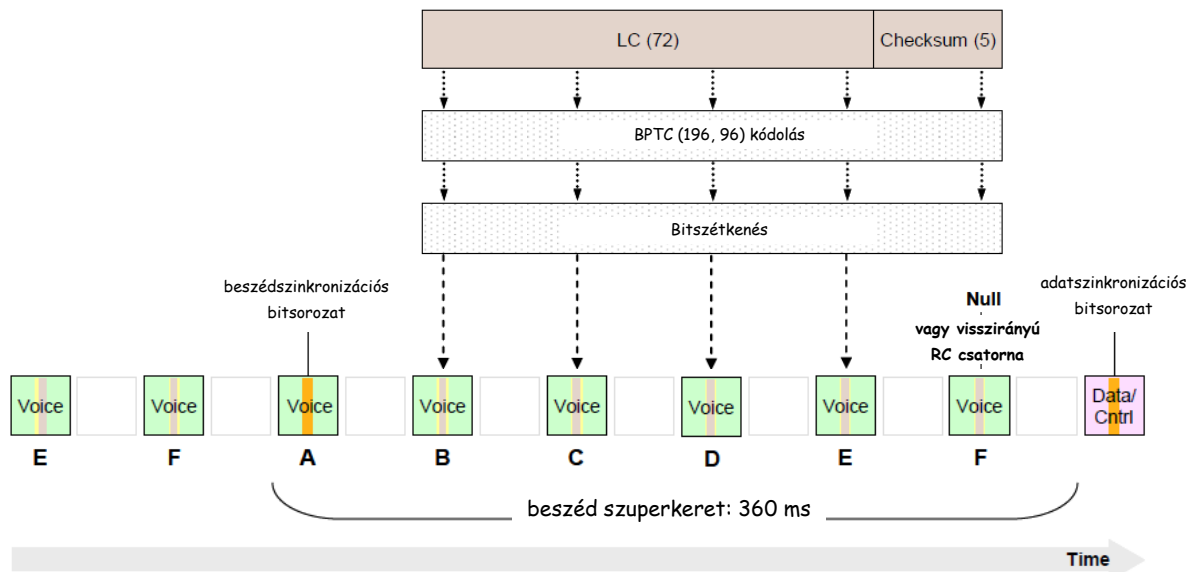 LC (72)
Checksum (5)
BPTC (196, 96) kódolás
Bitszétkenés
beszédszinkronizációs
bitsorozat
Null
vagy visszirányú
RC csatorna
adatszinkronizációs
bitsorozat
Voice
Voice
Voice
Voice
Voice
Voice
Voice
Voice
Data/
Cntrl
E
F
A
B
C
D
E
F
beszéd szuperkeret: 360 ms
Time